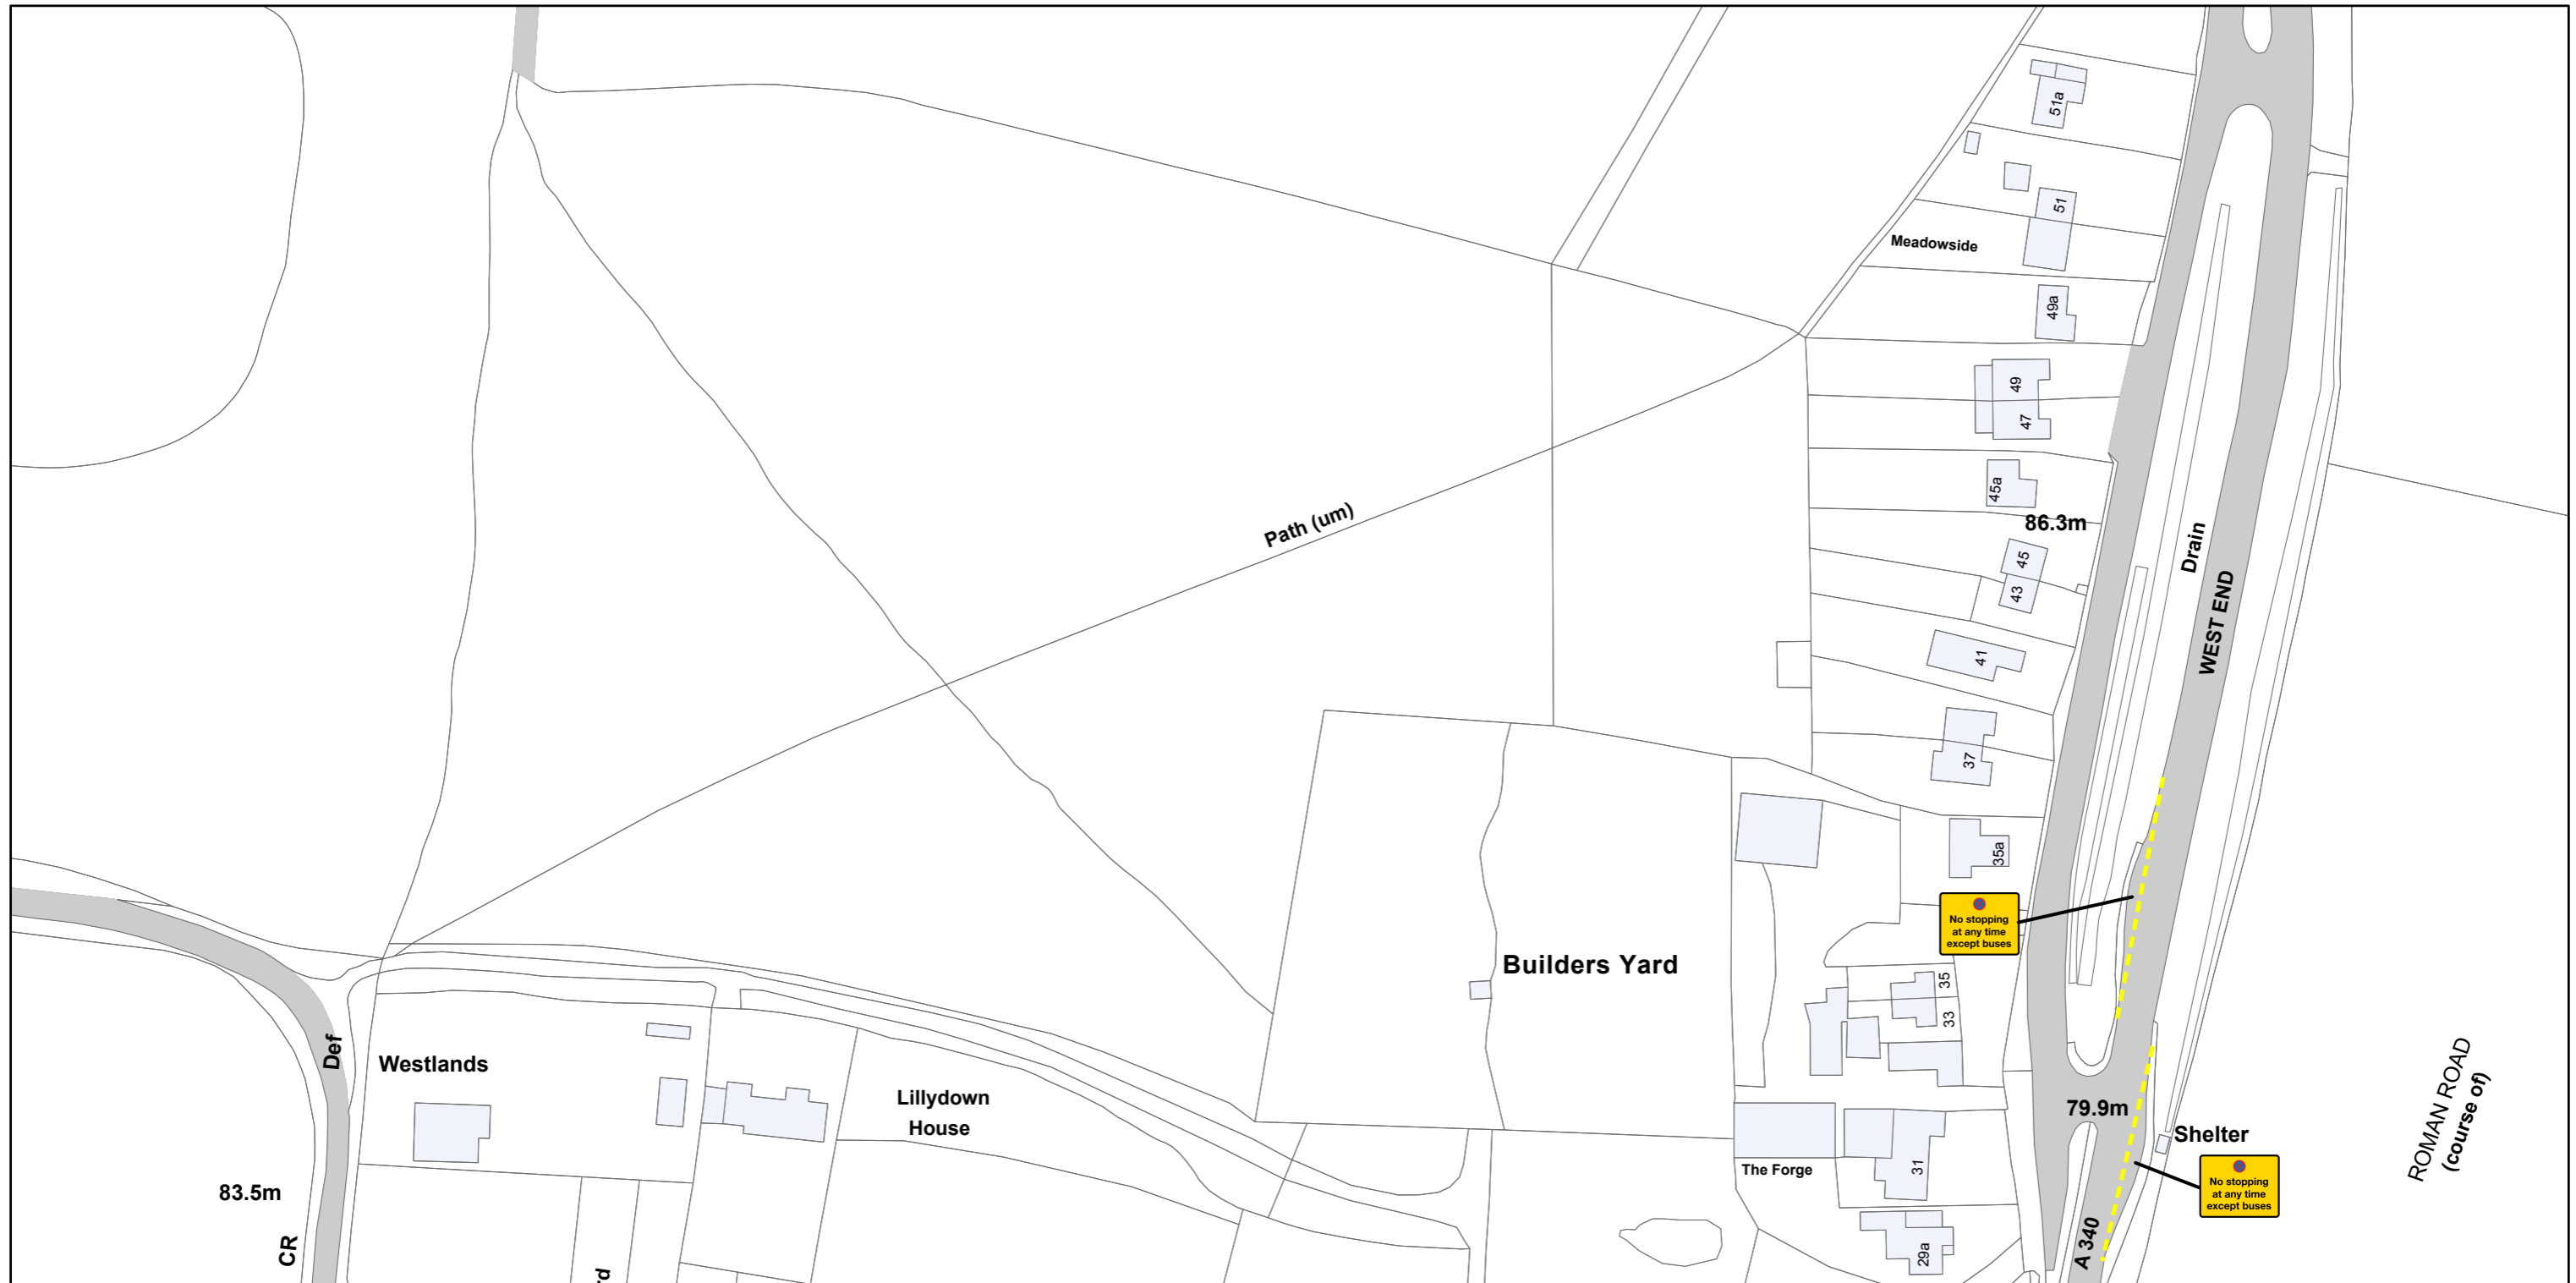 51a
51
Meadowside
49a
49
47
45a
86.3m
Path (um)
Drain
45
43
WEST END
41
37
35a
No stopping
at any time
except buses
Builders Yard
35
33
Def
Westlands
Lillydown
House
79.9m
Shelter
ROMAN ROAD
(course of)
The Forge
31
No stopping
at any time
except buses
83.5m
CR
A 340
29a
rd